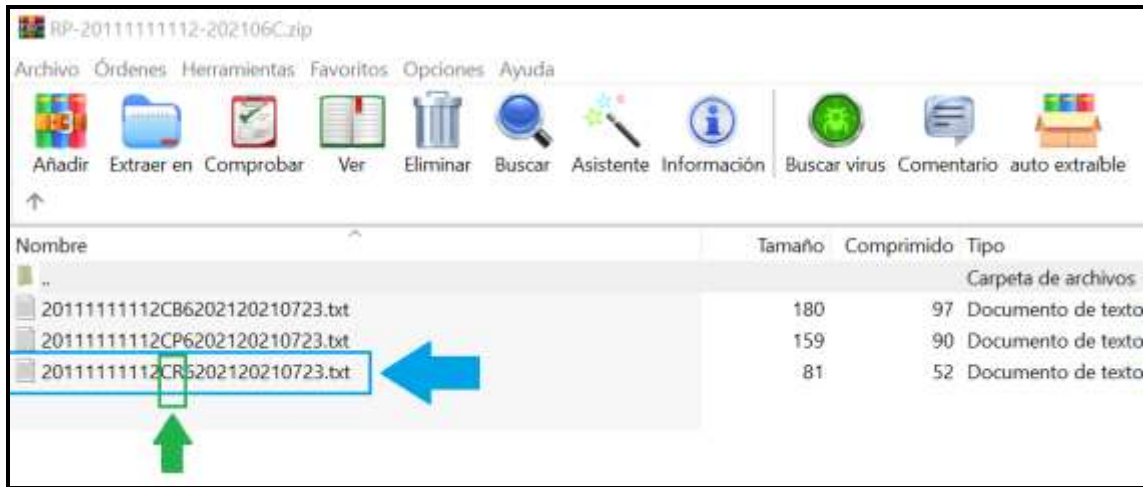 RP-20111111112-202106C.zip
Archivo Órdenes Herramientas Favoritos Opciones Ayuda
Añadir Extraer en Comprobar Ver Eliminar Buscar Asistente Información Buscar virus Comentario auto extraíble
Nombre Tamaño Comprimido Tipo
.. Carpeta de archivos
20111111112CB6202120210723.txt 180 97 Documento de texto
20111111112CP6202120210723.txt 159 90 Documento de texto
20111111112CR6202120210723.txt 81 52 Documento de texto